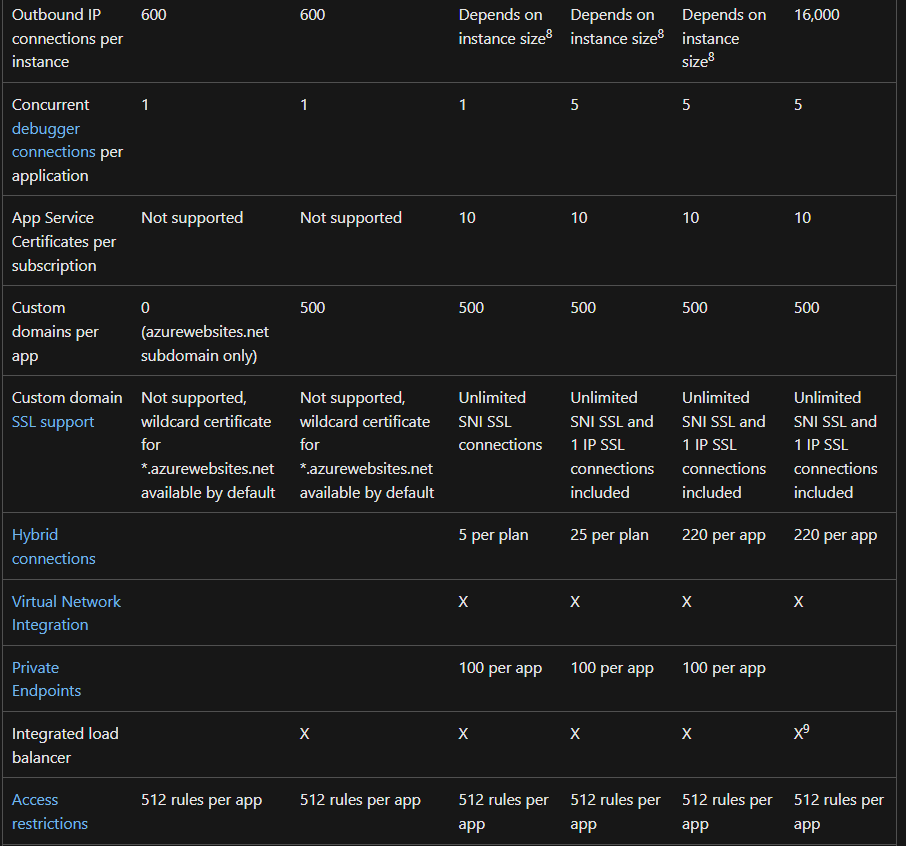 Outbound IP connections per instance | 600 | 600 | Depends on instance size8 | Depends on instance size8 | Depends on instance size8 | 16,000
Concurrent debugger connections per application | 1 | 1 | 1 | 5 | 5 | 5
App Service Certificates per subscription | Not supported | Not supported | 10 | 10 | 10 | 10
Custom domains per app | 0 (azurewebsites.net subdomain only) | 500 | 500 | 500 | 500 | 500
Custom domain SSL support | Not supported, wildcard certificate for *.azurewebsites.net available by default | Not supported, wildcard certificate for *.azurewebsites.net available by default | Unlimited SNI SSL connections | Unlimited SNI SSL and 1 IP SSL connections included | Unlimited SNI SSL and 1 IP SSL connections included | Unlimited SNI SSL and 1 IP SSL connections included
Hybrid connections | | | 5 per plan | 25 per plan | 220 per app | 220 per app
Virtual Network Integration | | | X | X | X | X
Private Endpoints | | | 100 per app | 100 per app | 100 per app |
Integrated load balancer | | X | X | X | X | X9
Access restrictions | 512 rules per app | 512 rules per app | 512 rules per app | 512 rules per app | 512 rules per app | 512 rules per app